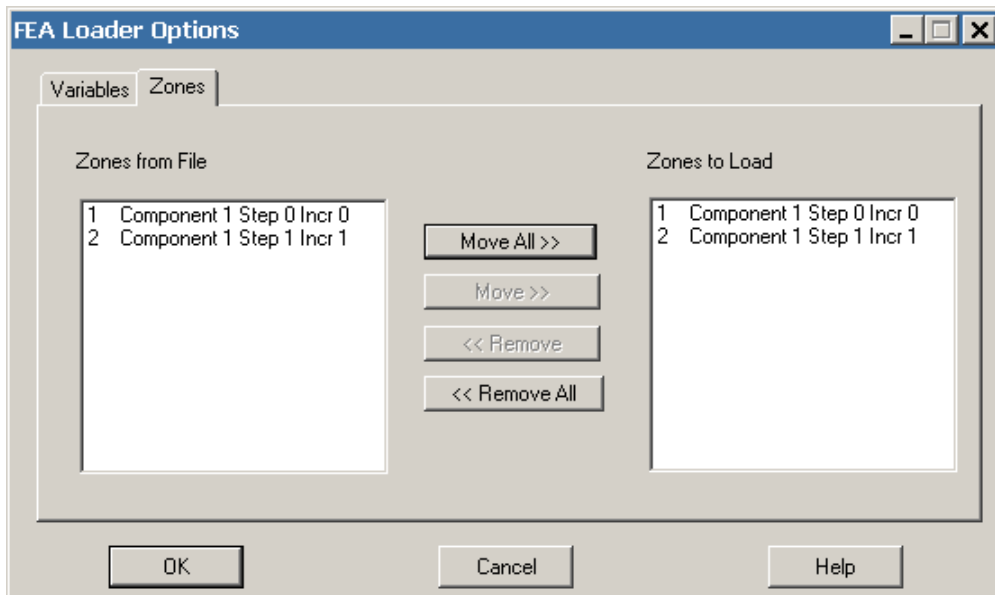 FEA Loader Options
Variables Zones
Zones from File
Zones to Load
1 Component 1 Step 0 Incr 0
2 Component 1 Step 1 Incr 1
Move All >>
Move >>
<< Remove
<< Remove All
1 Component 1 Step 0 Incr 0
2 Component 1 Step 1 Incr 1
OK
Cancel
Help